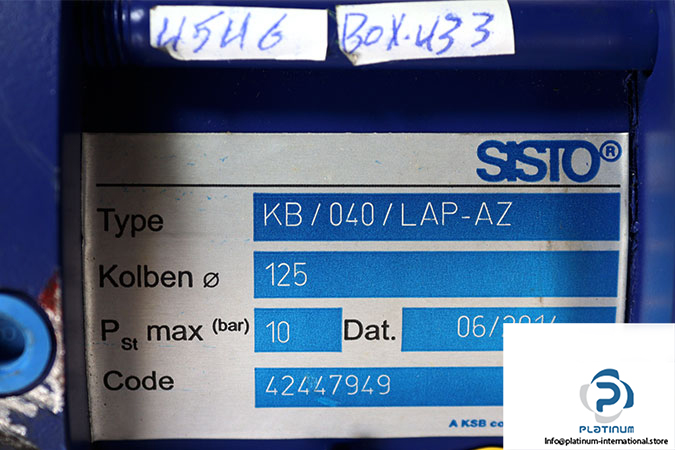 4546 BOX.433
SISTO®
Type KB/040/LAP-AZ
Kolben ø 125
PSt max (bar) 10 Dat.
Code 42447949
A KSB
PLATINUM
Info@platinum-international.store